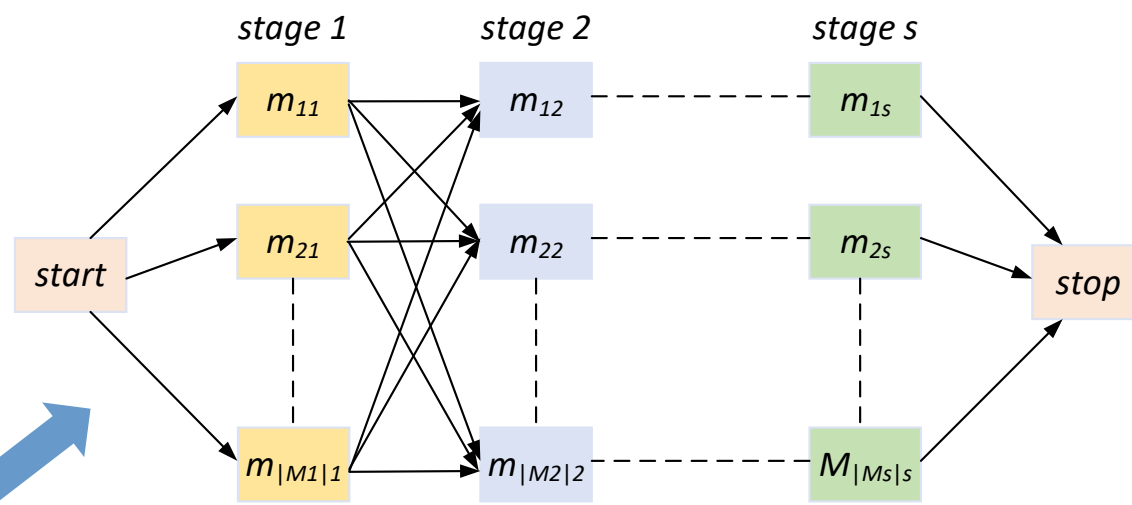 stage 1 stage 2 stage s
m11 m12 m1s
m21 m22 m2s
start
stop
m|M1|1 m|M2|2 M|Ms|s